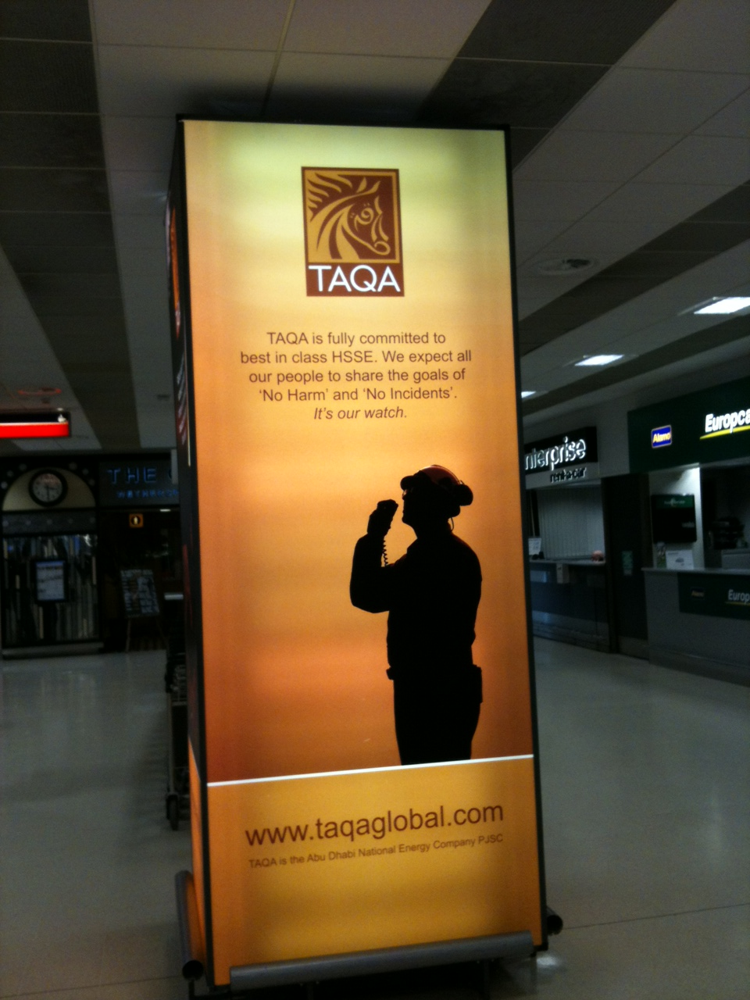 TAQA
TAQA is fully committed to
best in class HSSE. We expect all
our people to share the goals of
'No Harm' and 'No Incidents'.
It's our watch.
www.taqaglobal.com
TAQA is the Abu Dhabi National Energy Company PJSC
THE
nterprise
rent-a-car
Alamo
Europca
Alamo
Europ